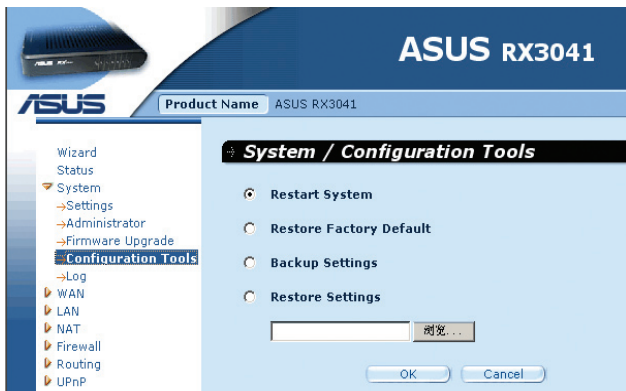 ASUS RX3041
ASUS
Product Name ASUS RX3041
System / Configuration Tools
Wizard
Status
System
→Settings
→Administrator
→Firmware Upgrade
→Configuration Tools
→Log
WAN
LAN
NAT
Firewall
Routing
UPnP
Restart System
Restore Factory Default
Backup Settings
Restore Settings
浏览...
OK
Cancel